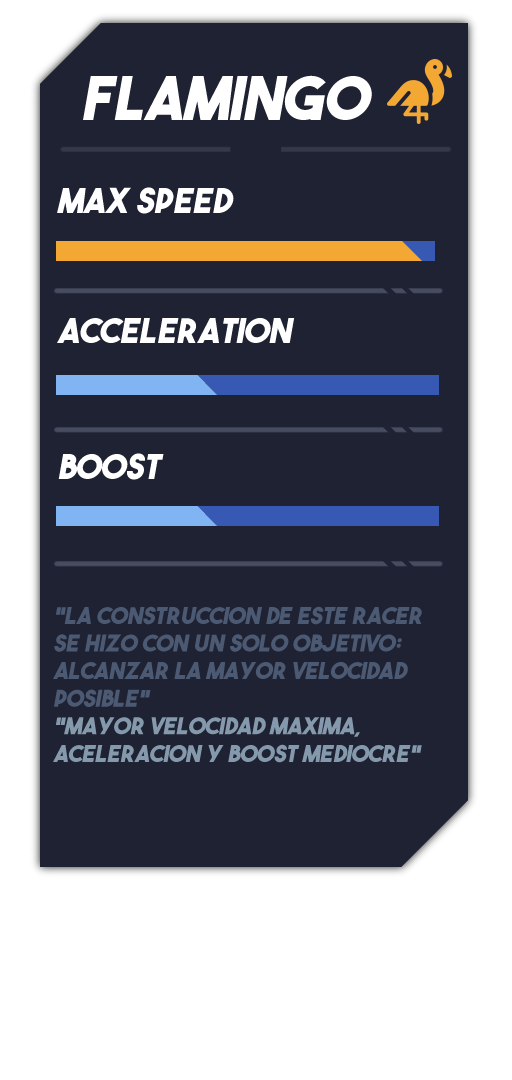 FLAMINGO
MAX SPEED
ACCELERATION
BOOST
"LA CONSTRUCCION DE ESTE RACER
SE HIZO CON UN SOLO OBJETIVO:
ALCANZAR LA MAYOR VELOCIDAD
POSIBLE"
"MAYOR VELOCIDAD MAXIMA,
ACELERACION Y BOOST MEDIOCRE"